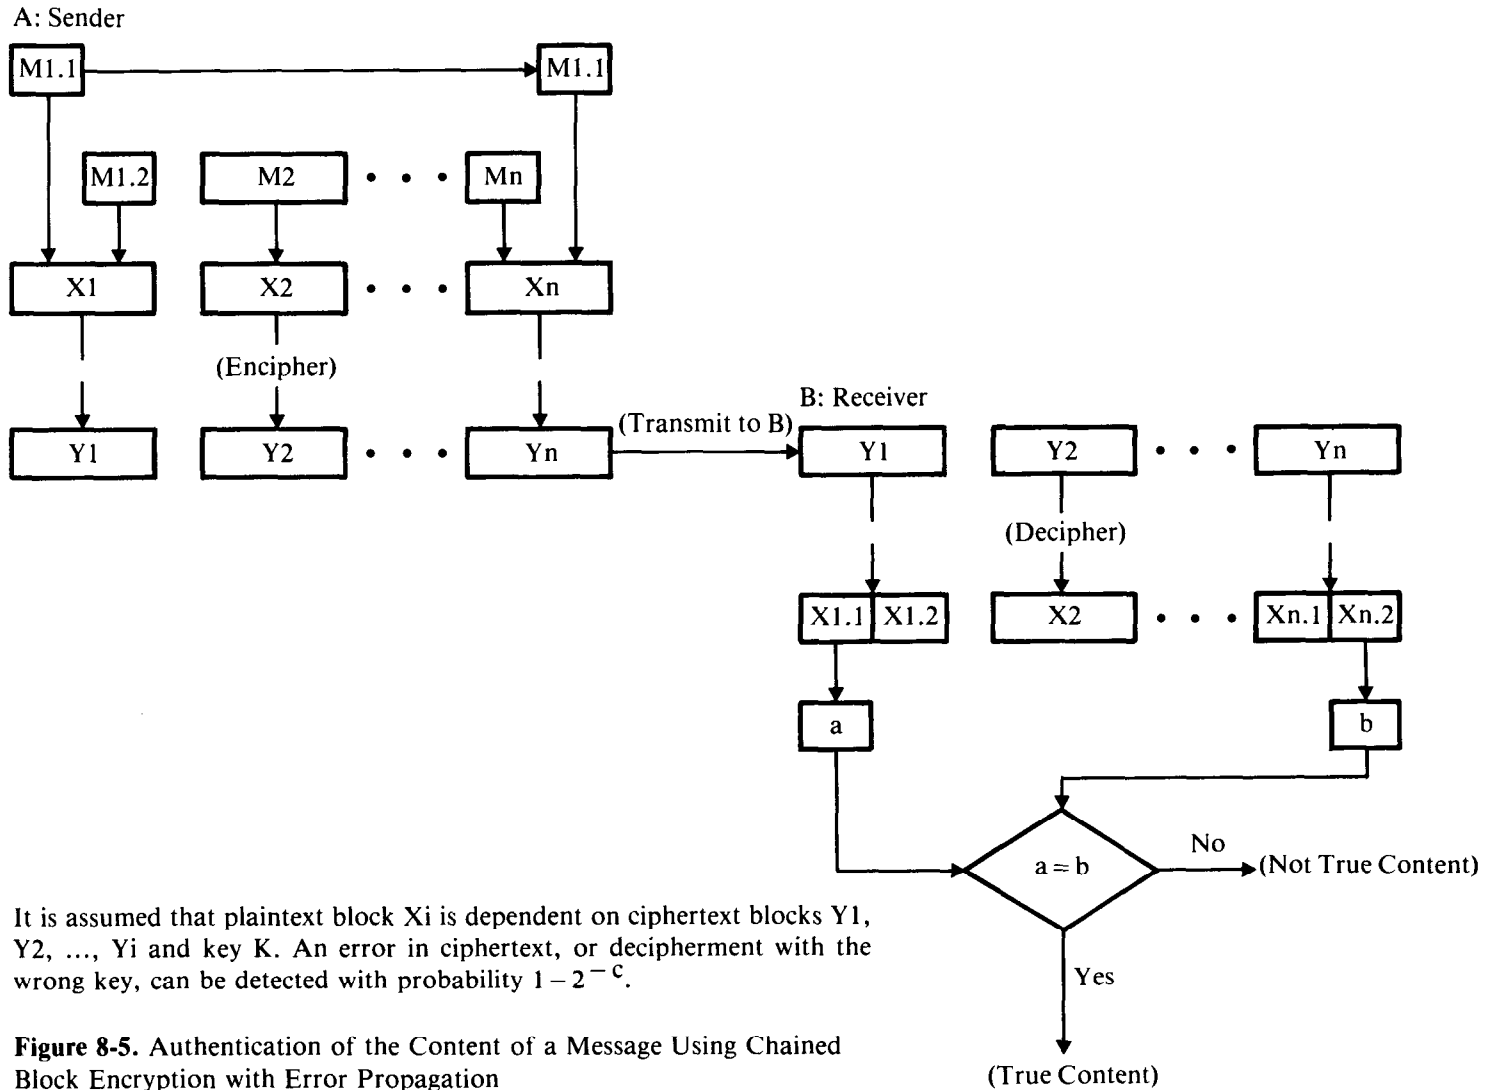 A: Sender
M1.1 M1.1
M1.2 M2 • • • Mn
X1 X2 • • • Xn
(Encipher)
Y1 Y2 • • • Yn
(Transmit to B)
B: Receiver
Y1 Y2 • • • Yn
(Decipher)
X1.1 X1.2 X2 • • • Xn.1 Xn.2
a b
a = b
No
(Not True Content)
Yes
(True Content)
It is assumed that plaintext block Xi is dependent on ciphertext blocks Y1,
Y2, ..., Yi and key K. An error in ciphertext, or decipherment with the
wrong key, can be detected with probability 1 – 2^–c.
Figure 8-5. Authentication of the Content of a Message Using Chained
Block Encryption with Error Propagation